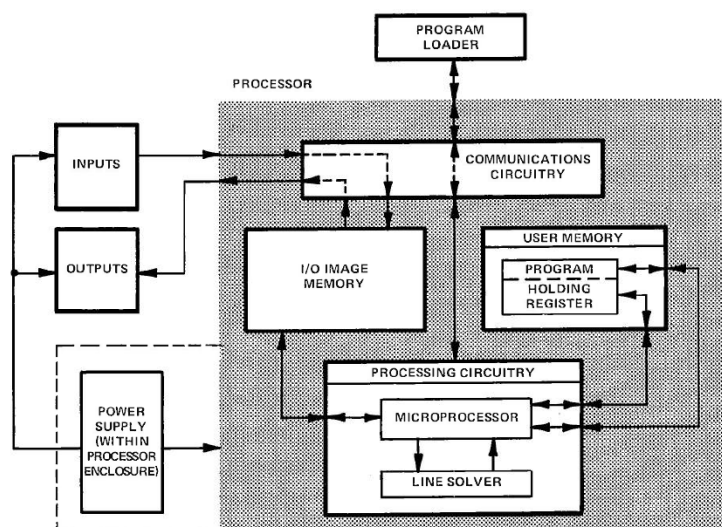 PROGRAM
LOADER
PROCESSOR
INPUTS
COMMUNICATIONS
CIRCUITRY
OUTPUTS
I/O IMAGE
MEMORY
USER MEMORY
PROGRAM
HOLDING
REGISTER
PROCESSING CIRCUITRY
POWER
SUPPLY
(WITHIN
PROCESSOR
ENCLOSURE)
MICROPROCESSOR
LINE SOLVER